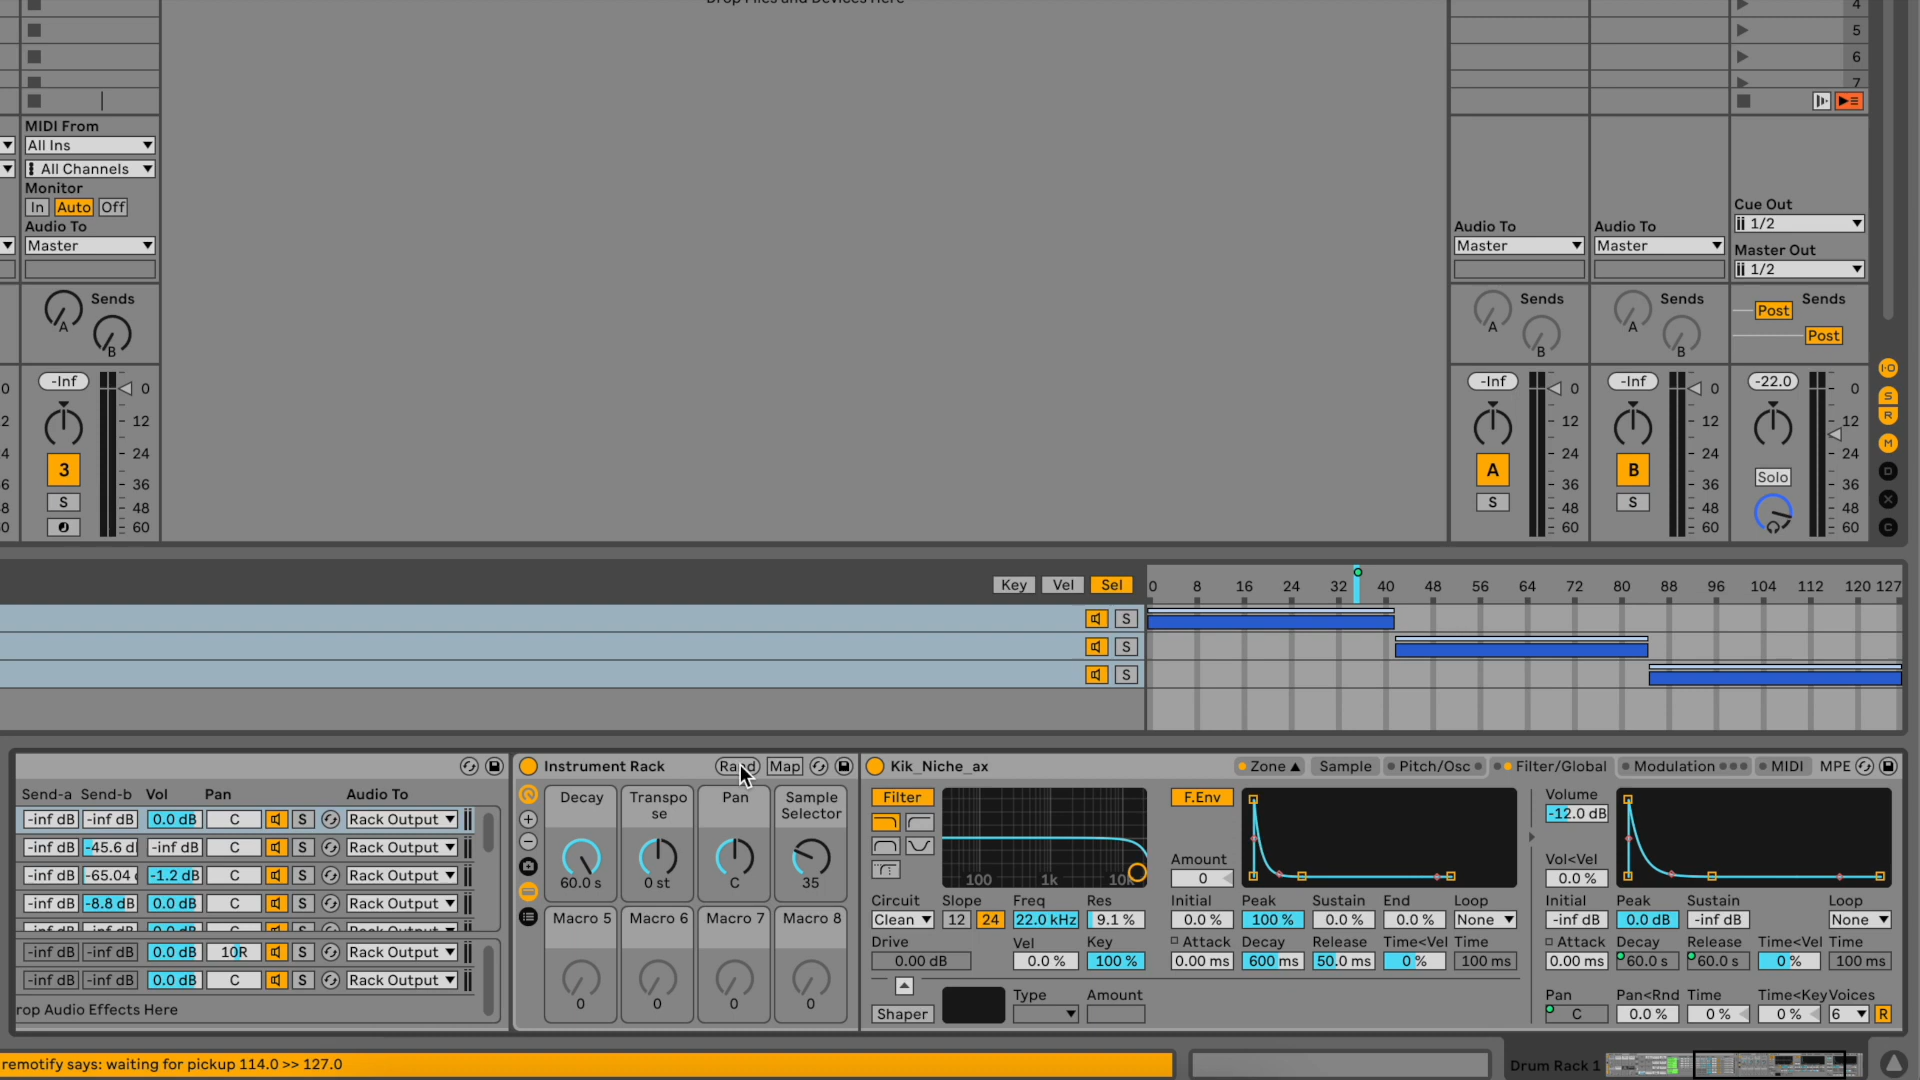 Drop Files and Devices Here
4
5
6
7
MIDI From
All Ins
All Channels
Monitor
In Auto Off
Audio To
Master
Audio To
Master
Audio To
Master
Cue Out
1/2
Master Out
1/2
Sends
A
B
Sends
A
B
Sends
A
B
Sends
Post
Post
-Inf 0
12
24
36
48
60
3
S
-Inf 0
12
24
36
48
60
A
S
-Inf 0
12
24
36
48
60
B
S
-22.0 0
12
24
36
48
60
Solo
I·O
S
R
M
D
X
C
Key Vel Sel
0 8 16 24 32 40 48 56 64 72 80 88 96 104 112 120 127
S
S
S
Send-a Send-b Vol Pan Audio To
-inf dB -inf dB 0.0 dB C S Rack Output
-inf dB -45.6 d -inf dB C S Rack Output
-inf dB -65.04 -1.2 dB C S Rack Output
-inf dB -8.8 dB 0.0 dB C S Rack Output
-inf dB -inf dB 0.0 dB 10R S Rack Output
-inf dB -inf dB 0.0 dB C S Rack Output
rop Audio Effects Here
Instrument Rack Rand Map
Decay Transpo
se Pan Sample
Selector
60.0 s 0 st C 35
Macro 5 Macro 6 Macro 7 Macro 8
0 0 0 0
Kik_Niche_ax Zone Sample Pitch/Osc Filter/Global Modulation MIDI MPE
Filter
100 1k 10k
Circuit Slope Freq Res
Clean 12 24 22.0 kHz 9.1 %
Drive Vel Key
0.00 dB 0.0 % 100 %
Shaper Type Amount
F.Env
Amount
0
Initial Peak Sustain End Loop
0.0 % 100 % 0.0 % 0.0 % None
Attack Decay Release Time<Vel Time
0.00 ms 600 ms 50.0 ms 0 % 100 ms
Volume
-12.0 dB
Vol<Vel
0.0 %
Initial Peak Sustain Loop
-inf dB 0.0 dB -inf dB None
Attack Decay Release Time<Vel Time
0.00 ms 60.0 s 60.0 s 0 % 100 ms
Pan Pan<Rnd Time Time<Key Voices
C 0.0 % 0 % 0 % 6 R
remotify says: waiting for pickup 114.0 >> 127.0
Drum Rack 1